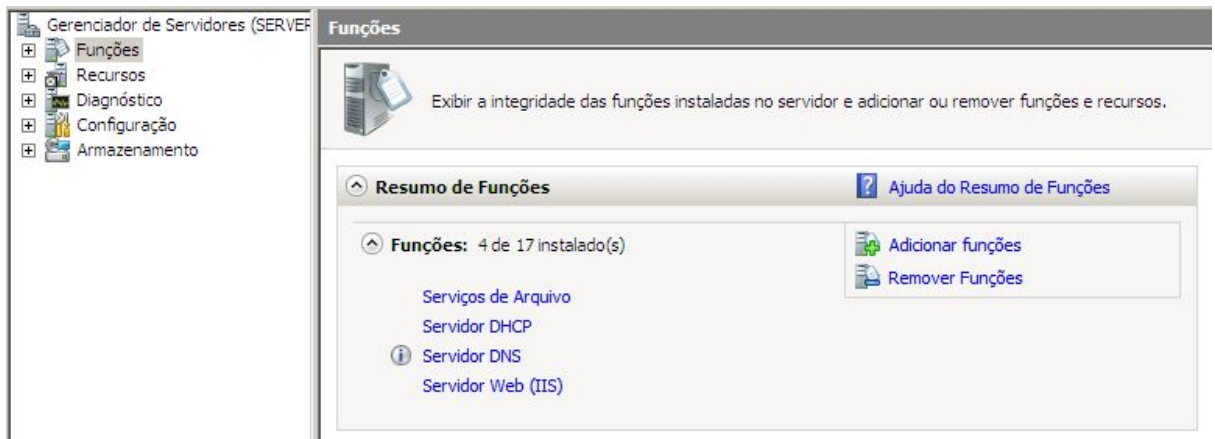 Gerenciador de Servidores (SERVER
Funções
Recursos
Diagnóstico
Configuração
Armazenamento
Funções
Exibir a integridade das funções instaladas no servidor e adicionar ou remover funções e recursos.
Resumo de Funções
Ajuda do Resumo de Funções
Funções: 4 de 17 instalado(s)
Adicionar funções
Remover Funções
Serviços de Arquivo
Servidor DHCP
Servidor DNS
Servidor Web (IIS)